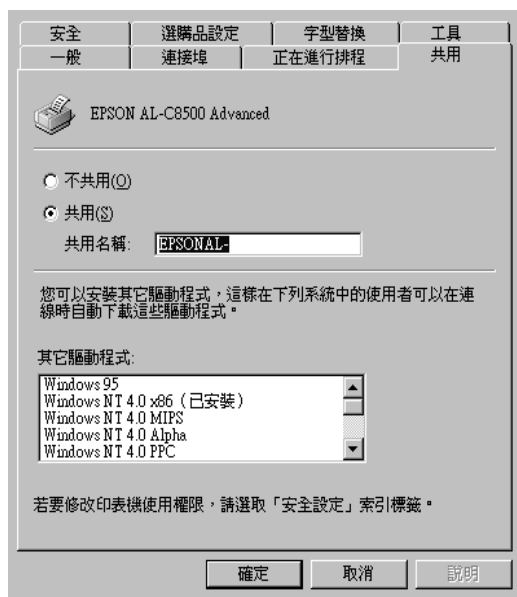 安全 選購品設定 字型替換 工具
一般 連接埠 正在進行排程 共用
EPSON AL-C8500 Advanced
不共用(O)
共用(S)
共用名稱: EPSONAL-
您可以安裝其它驅動程式，這樣在下列系統中的使用者可以在連
線時自動下載這些驅動程式。
其它驅動程式:
Windows 95
Windows NT 4.0 x86（已安裝）
Windows NT 4.0 MIPS
Windows NT 4.0 Alpha
Windows NT 4.0 PPC
若要修改印表機使用權限，請選取「安全設定」索引標籤。
確定 取消 說明